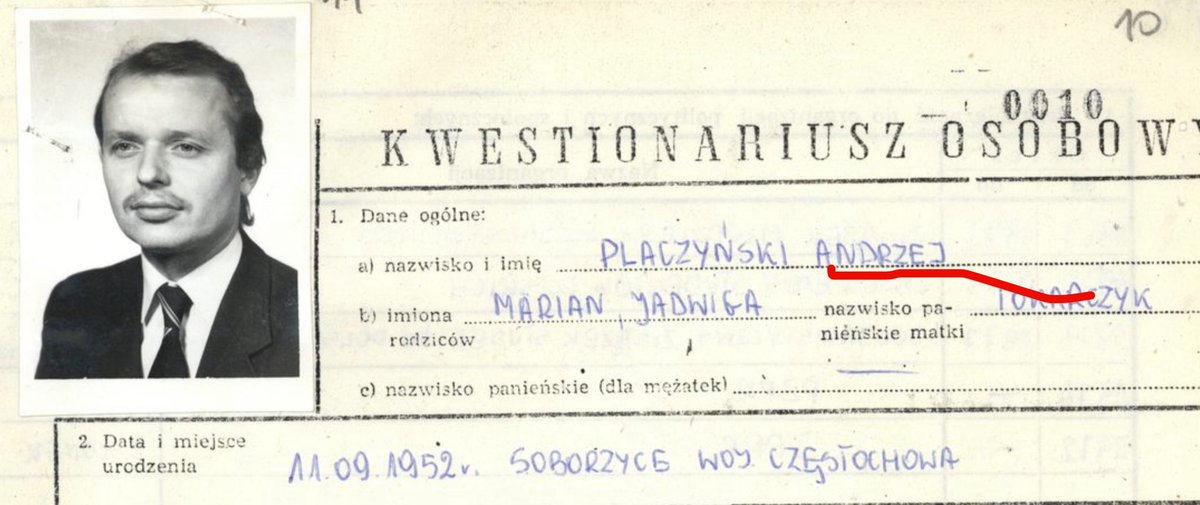 10
0010
KWESTIONARIUSZ OSOBOWY
1. Dane ogólne:
a) nazwisko i imię PLACZYŃSKI ANDRZEJ
b) imiona rodziców MARIAN, JADWIGA nazwisko panieńskie matki TOKARCZYK
c) nazwisko panieńskie (dla mężatek)
2. Data i miejsce urodzenia 11.09.1952r. SOBORZYCE WOJ. CZĘSTOCHOWA